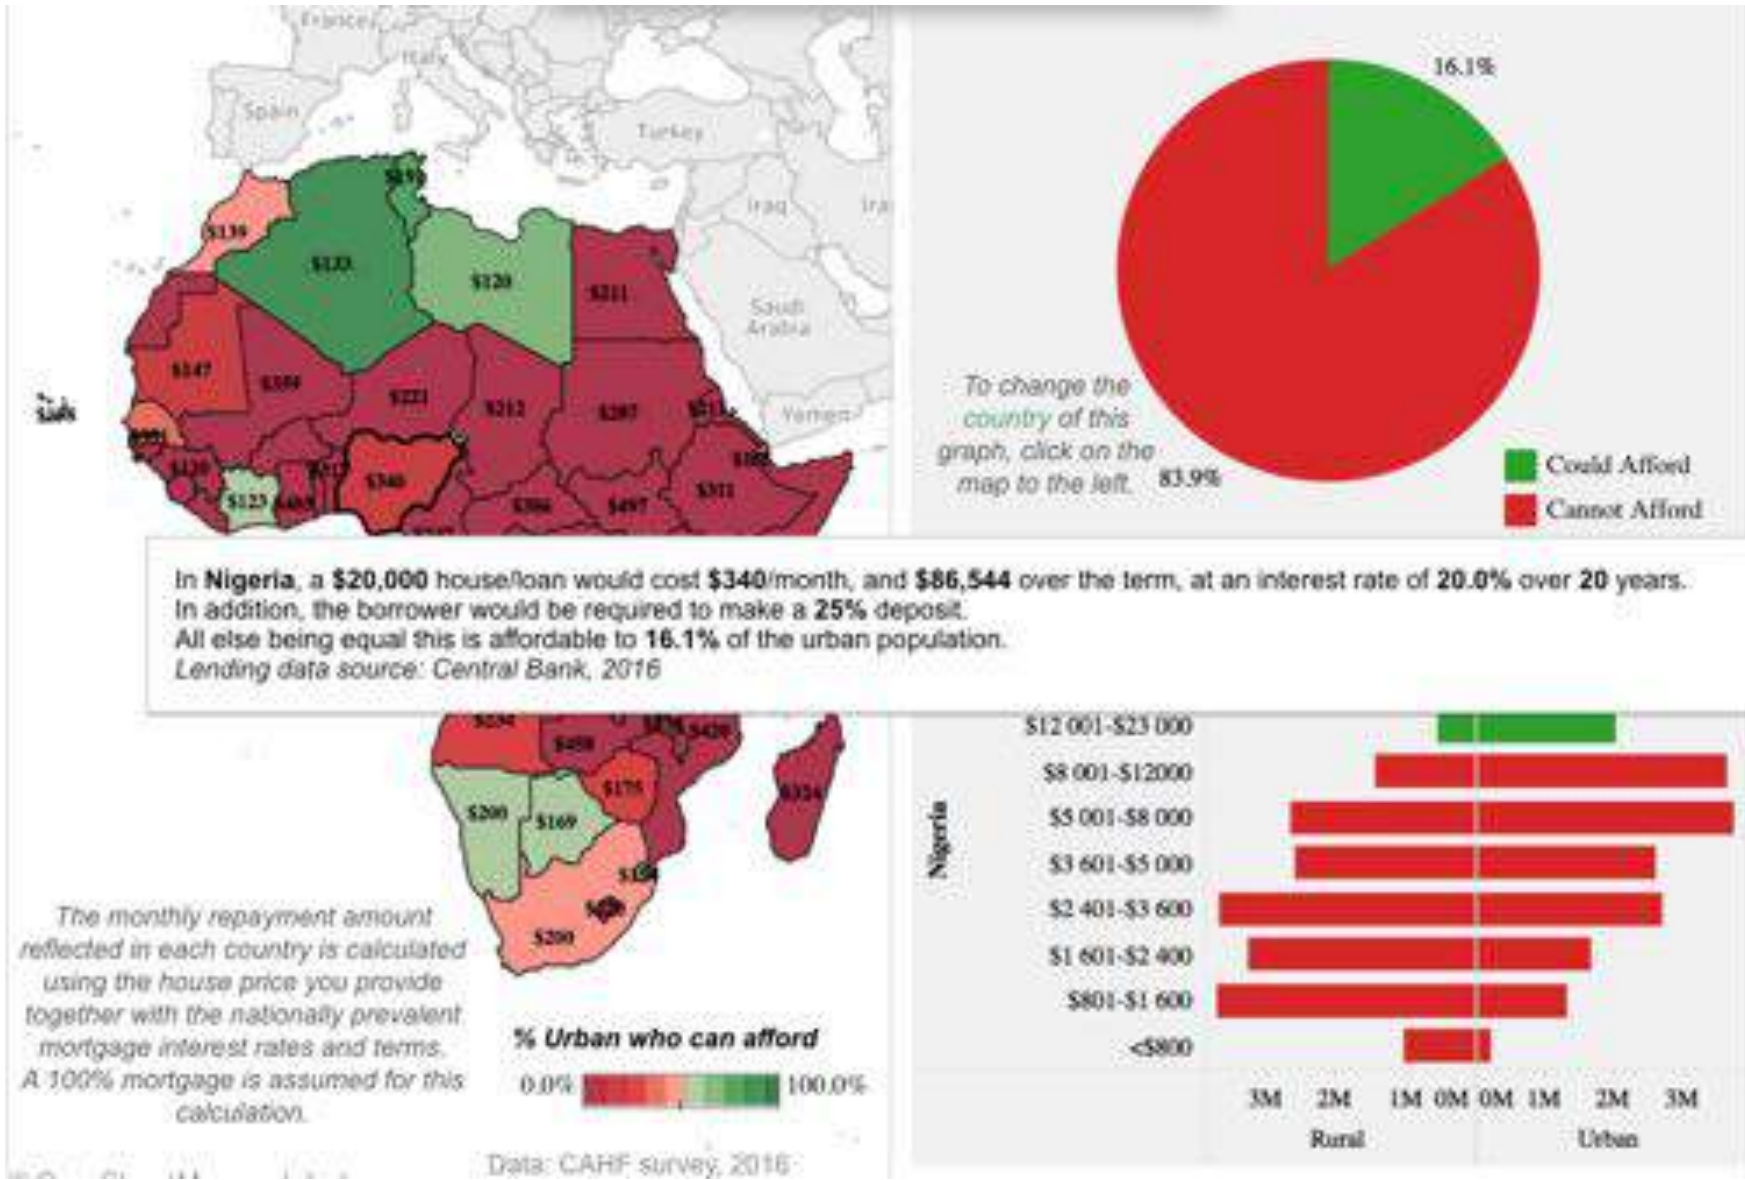 France
Italy
Spain
Turkey
Iraq
Saudi
Arabia
Yemen
$139
$133
$120
$211
$147
$221
$212
$340
$123
$311
$497
In Nigeria, a $20,000 house/loan would cost $340/month, and $86,544 over the term, at an interest rate of 20.0% over 20 years.
In addition, the borrower would be required to make a 25% deposit.
All else being equal this is affordable to 16.1% of the urban population.
Lending data source: Central Bank, 2016
$234
$175
$200
$169
$324
$200
The monthly repayment amount
reflected in each country is calculated
using the house price you provide
together with the nationally prevalent
mortgage interest rates and terms.
A 100% mortgage is assumed for this
calculation.
% Urban who can afford
0.0%
100.0%
Data: CAHF survey, 2016
16.1%
To change the
country of this
graph, click on the
map to the left.
83.9%
Could Afford
Cannot Afford
Nigeria
$12 001-$23 000
$8 001-$12000
$5 001-$8 000
$3 601-$5 000
$2 401-$3 600
$1 601-$2 400
$801-$1 600
<$800
3M 2M 1M 0M 0M 1M 2M 3M
Rural Urban